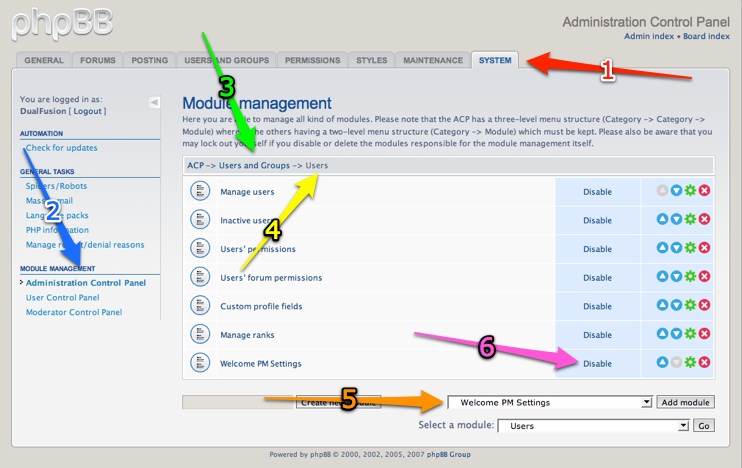 phpBB
Administration Control Panel
Admin index • Board index
GENERAL FORUMS POSTING USERS AND GROUPS PERMISSIONS STYLES MAINTENANCE SYSTEM
1
You are logged in as:
DualFusion [ Logout ]
AUTOMATION
Check for updates
GENERAL TASKS
Spiders/Robots
Mass email
Language packs
PHP information
Manage report/denial reasons
MODULE MANAGEMENT
Administration Control Panel
User Control Panel
Moderator Control Panel
2
3
Module management
Here you are able to manage all kind of modules. Please note that the ACP has a three-level menu structure (Category -> Category ->
Module) whereby the others having a two-level menu structure (Category -> Module) which must be kept. Please also be aware that you
may lock out yourself if you disable or delete the modules responsible for the module management itself.
ACP -> Users and Groups -> Users
4
Manage users Disable
Inactive users Disable
Users' permissions Disable
Users' forum permissions Disable
Custom profile fields Disable
Manage ranks Disable
6
Welcome PM Settings Disable
5
Create new module Welcome PM Settings Add module
Select a module: Users Go
Powered by phpBB © 2000, 2002, 2005, 2007 phpBB Group